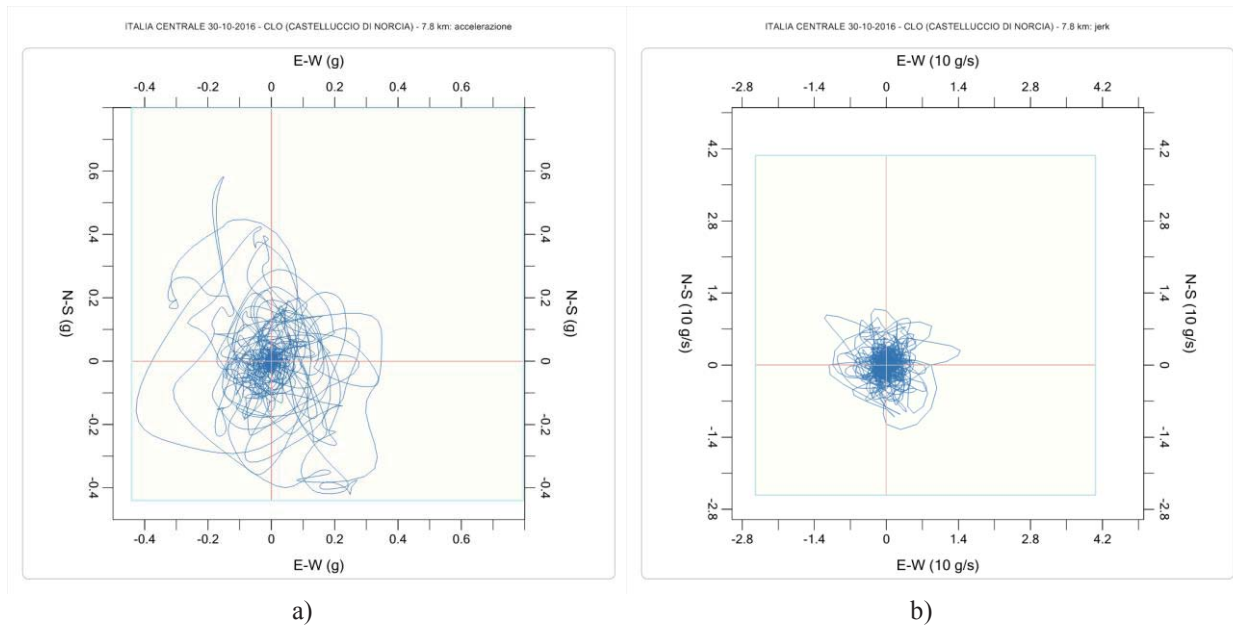 ITALIA CENTRALE 30-10-2016 - CLO (CASTELLUCCIO DI NORCIA) - 7.8 km: accelerazione
E-W (g)
-0.4 -0.2 0 0.2 0.4 0.6
N-S (g)
0.6
0.4
0.2
0
-0.2
-0.4
N-S (g)
0.6
0.4
0.2
0
-0.2
-0.4
-0.4 -0.2 0 0.2 0.4 0.6
E-W (g)
a)
ITALIA CENTRALE 30-10-2016 - CLO (CASTELLUCCIO DI NORCIA) - 7.8 km: jerk
E-W (10 g/s)
-2.8 -1.4 0 1.4 2.8 4.2
N-S (10 g/s)
4.2
2.8
1.4
0
-1.4
-2.8
N-S (10 g/s)
4.2
2.8
1.4
0
-1.4
-2.8
-2.8 -1.4 0 1.4 2.8 4.2
E-W (10 g/s)
b)